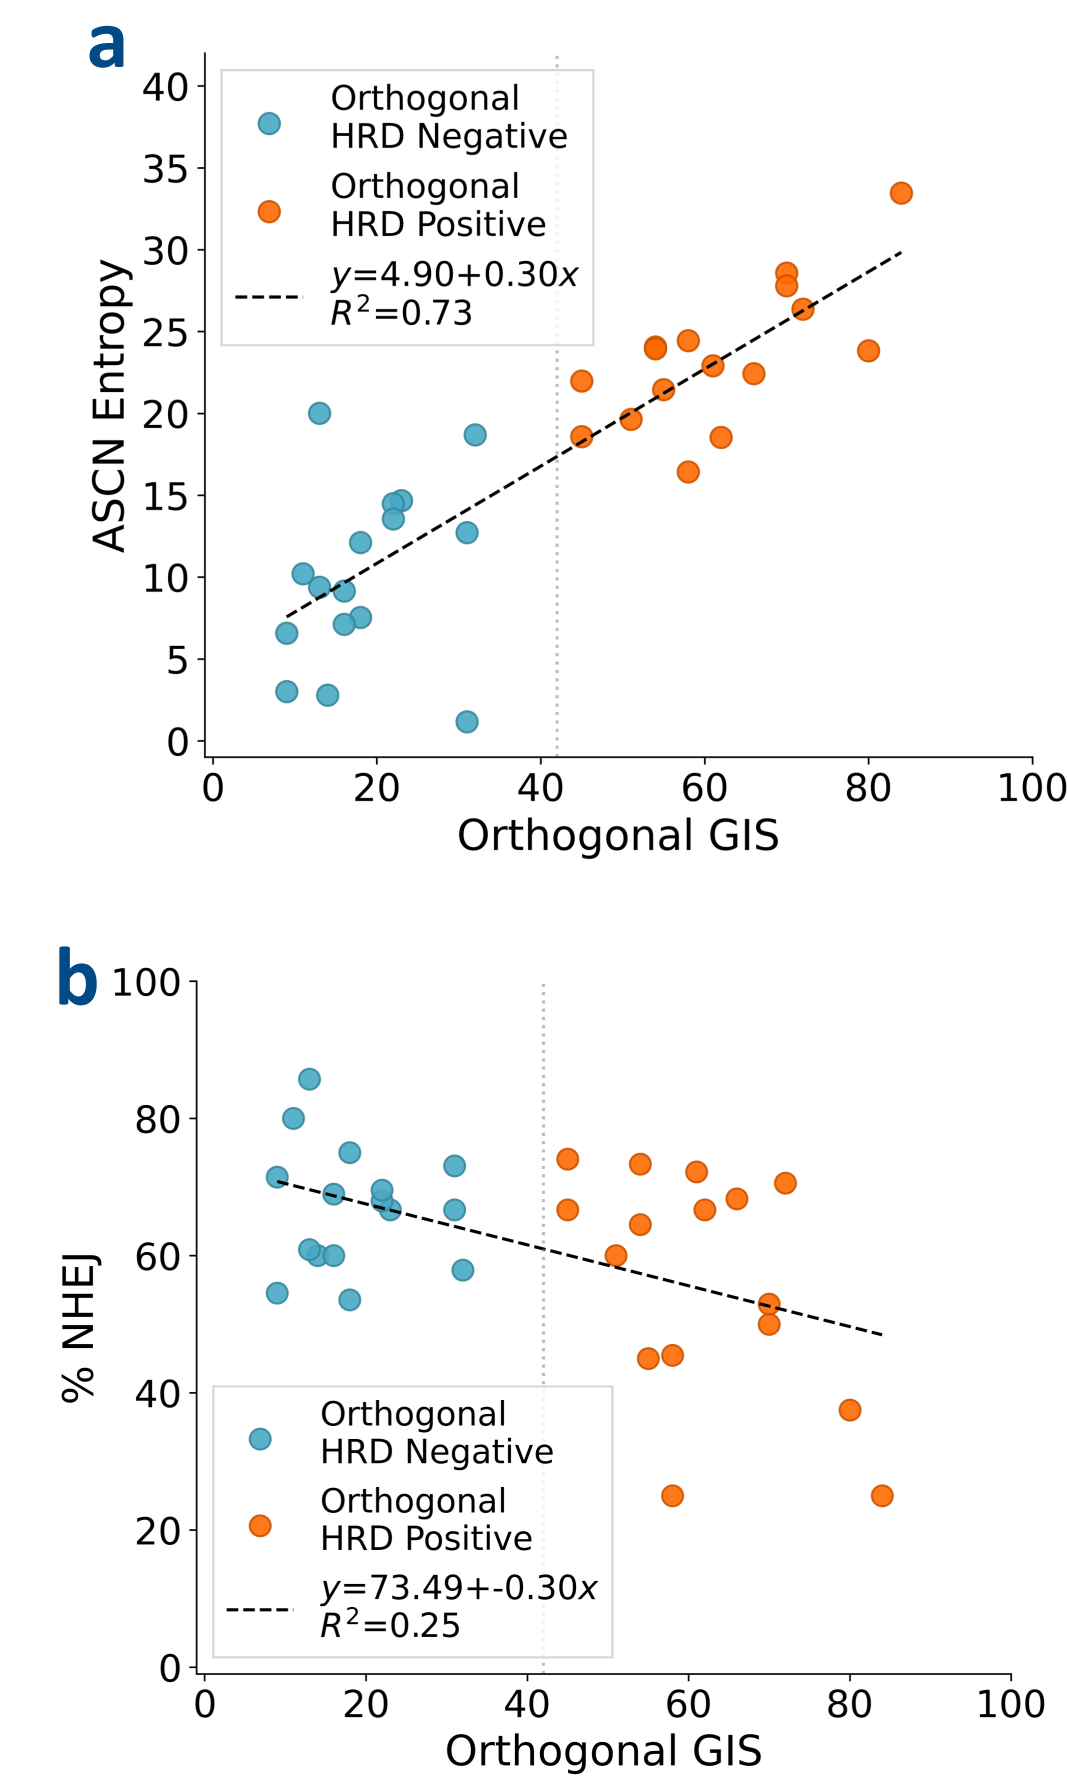 a
40
35
30
25
20
15
10
5
0
ASCN Entropy
Orthogonal
HRD Negative
Orthogonal
HRD Positive
y=4.90+0.30x
R²=0.73
0 20 40 60 80 100
Orthogonal GIS
b
100
80
60
40
20
0
% NHEJ
Orthogonal
HRD Negative
Orthogonal
HRD Positive
y=73.49+-0.30x
R²=0.25
0 20 40 60 80 100
Orthogonal GIS